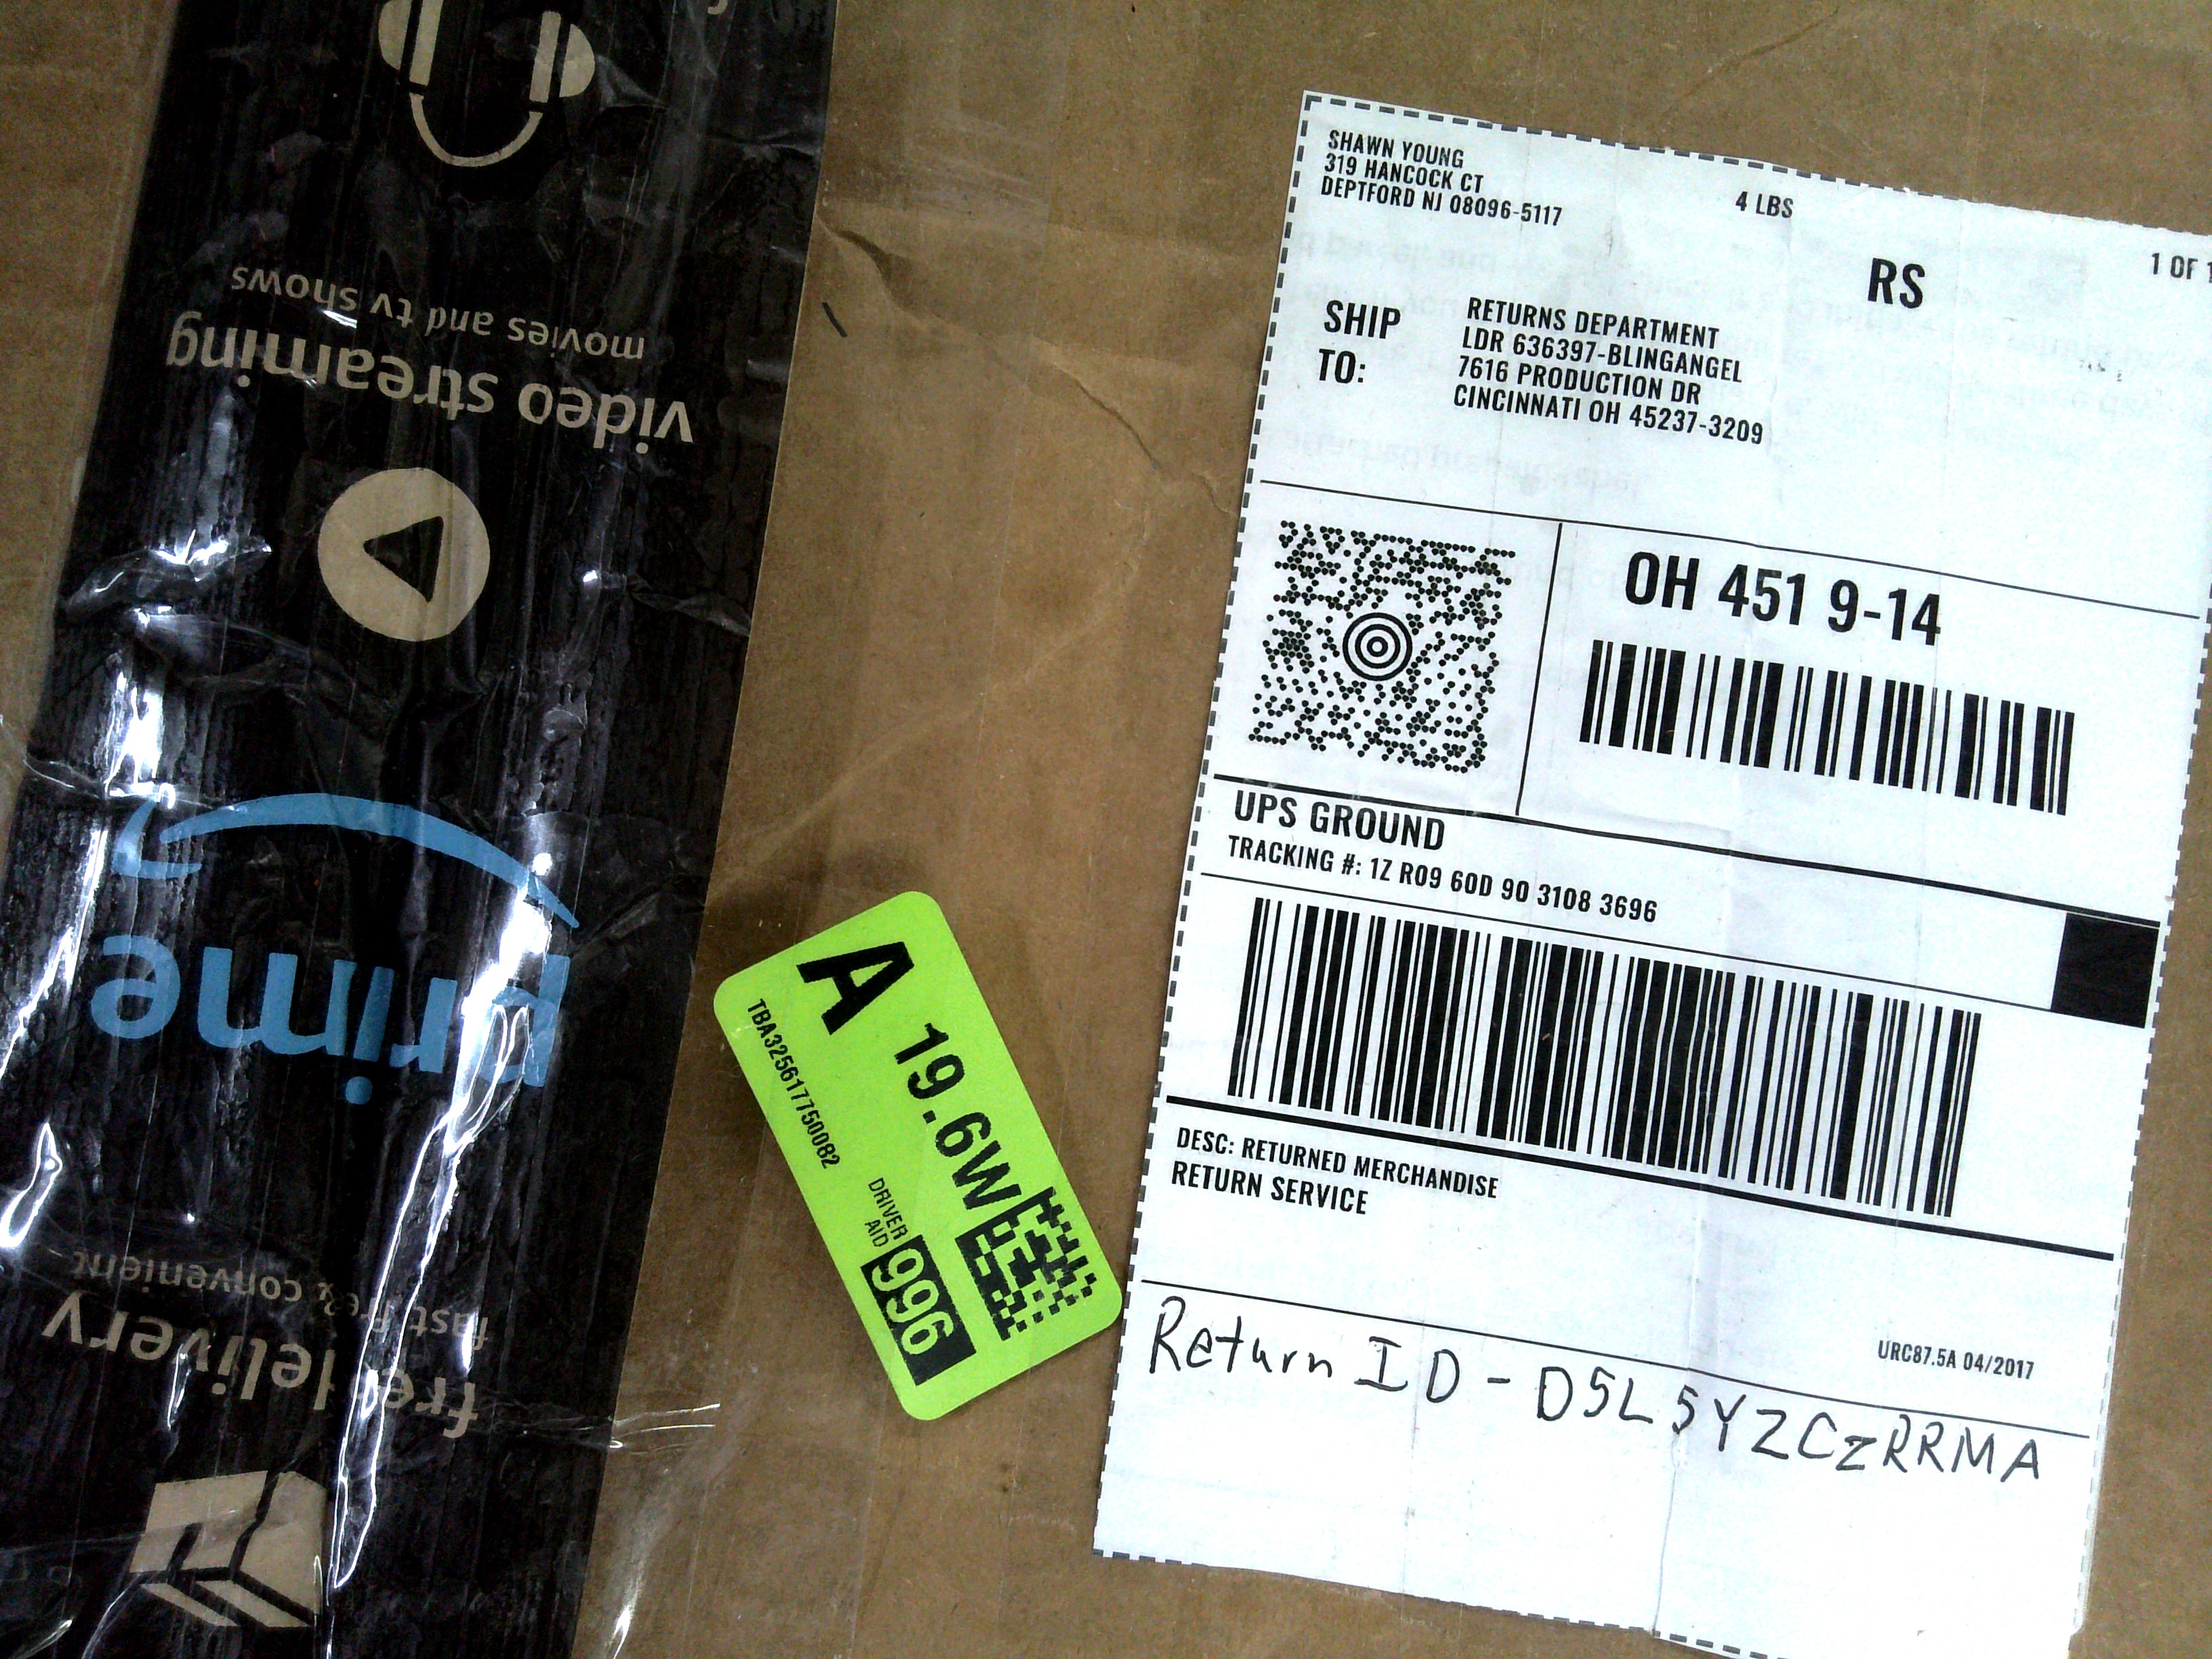 video streaming
movies and tv shows
prime
free delivery
fast, free & convenient
A
19.6W
TBA325617750082
DRIVER
AID
996
SHAWN YOUNG
319 HANCOCK CT
DEPTFORD NJ 08096-5117
4 LBS
1 OF 1
RS
SHIP
TO:
RETURNS DEPARTMENT
LDR 636397-BLINGANGEL
7616 PRODUCTION DR
CINCINNATI OH 45237-3209
OH 451 9-14
UPS GROUND
TRACKING #: 1Z R09 60D 90 3108 3696
DESC: RETURNED MERCHANDISE
RETURN SERVICE
URC87.5A 04/2017
Return ID - D5L5YZCzRRMA